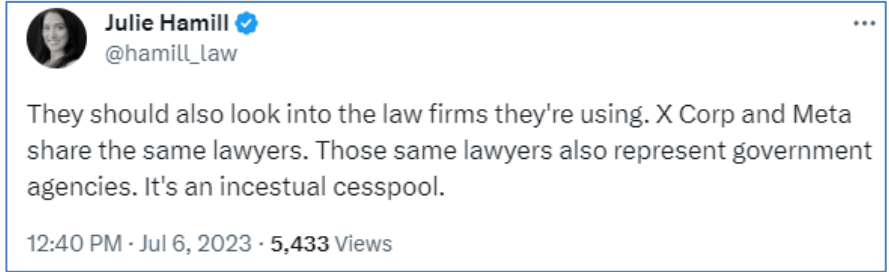 Julie Hamill
@hamill_law
They should also look into the law firms they're using. X Corp and Meta
share the same lawyers. Those same lawyers also represent government
agencies. It's an incestual cesspool.
12:40 PM · Jul 6, 2023 · 5,433 Views